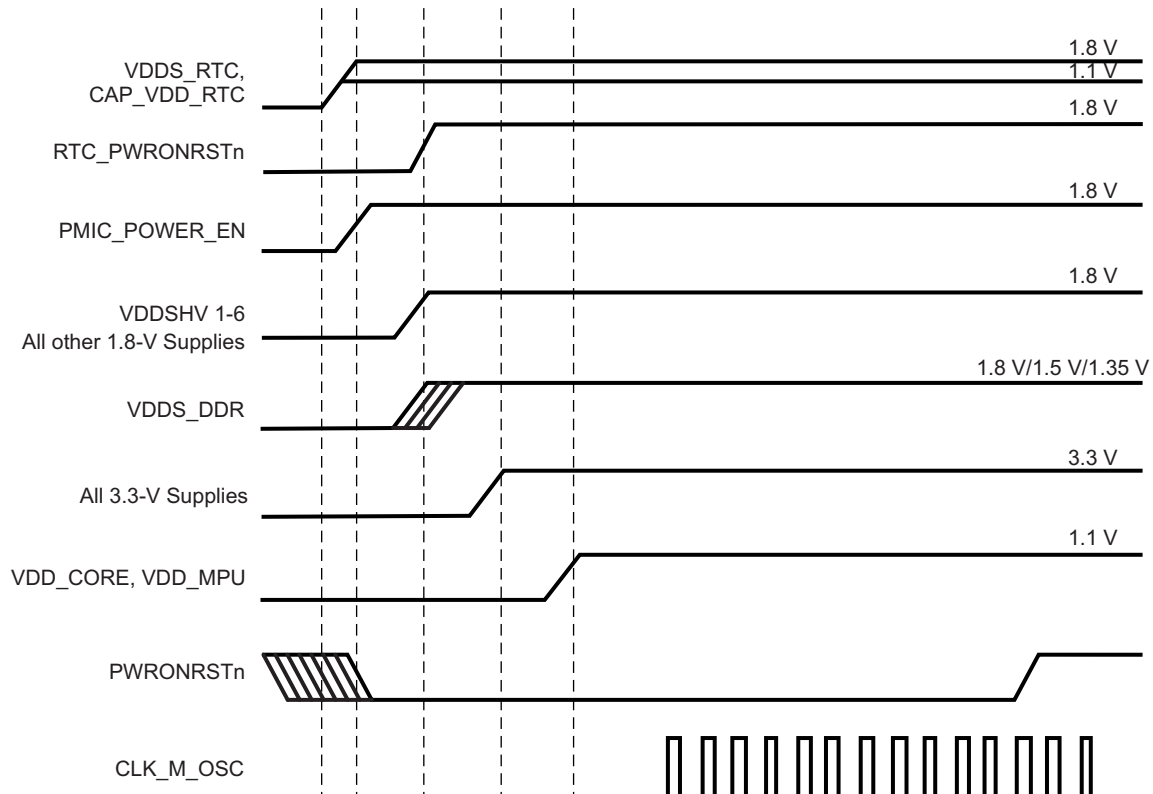 1.8 V
VDDS_RTC,
1.1 V
CAP_VDD_RTC
1.8 V
RTC_PWRONRSTn
1.8 V
PMIC_POWER_EN
1.8 V
VDDSHV 1-6
All other 1.8-V Supplies
1.8 V/1.5 V/1.35 V
VDDS_DDR
3.3 V
All 3.3-V Supplies
1.1 V
VDD_CORE, VDD_MPU
PWRONRSTn
CLK_M_OSC